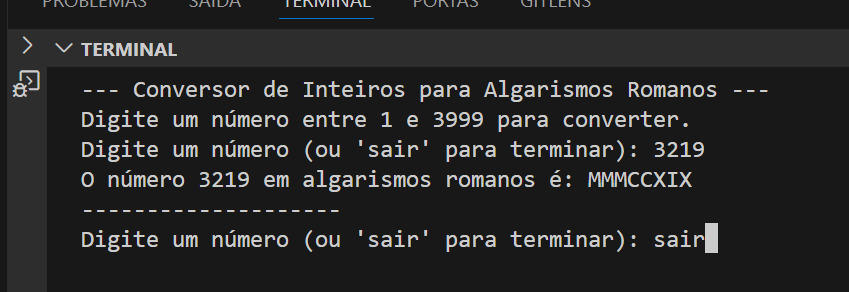 PROBLEMAS SAÍDA TERMINAL PORTAS GITLENS
TERMINAL
--- Conversor de Inteiros para Algarismos Romanos ---
Digite um número entre 1 e 3999 para converter.
Digite um número (ou 'sair' para terminar): 3219
O número 3219 em algarismos romanos é: MMMCCXIX
--------------------
Digite um número (ou 'sair' para terminar): sair